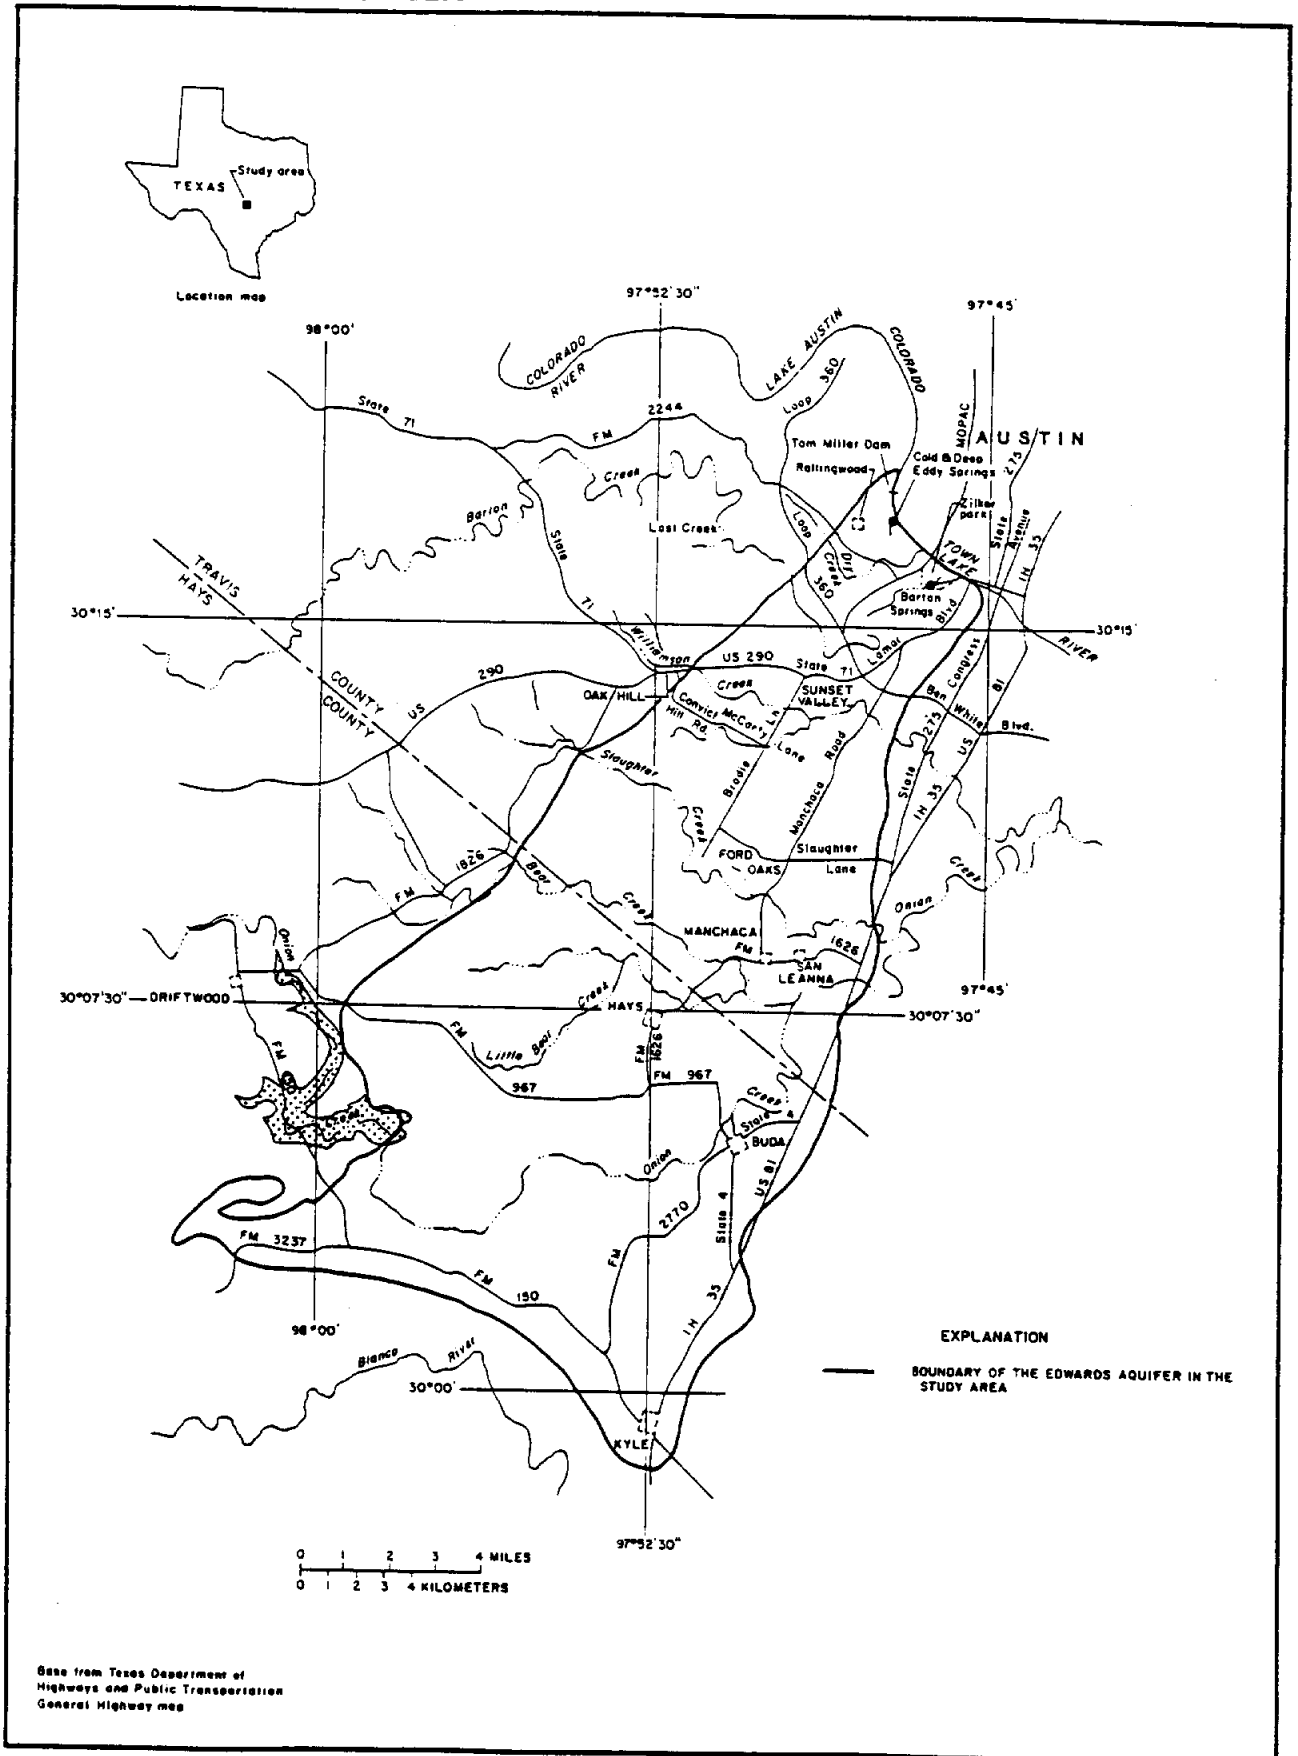 TEXAS
Study area
Location map
98°00'
97°52'30"
97°45'
COLORADO
RIVER
LAKE AUSTIN
COLORADO
Loop 360
State 71
FM 2244
MOPAC
AUSTIN
Tom Miller Dam
Rollingwood
Cold & Deep
Eddy Springs
275
Zilker
park
State
Avenue
IH 35
Barton
Creek
Lost Creek
Loop
360
Creek
TOWN
LAKE
State
71
TRAVIS
HAYS
Barton
Springs
Blvd
30°15'
30°15'
RIVER
Williamson
US 290
State 71
Lamar
Congress
81
COUNTY
COUNTY
US 290
OAK HILL
Creek
SUNSET
VALLEY
Ben White
Blvd.
Convict
Hill Rd.
McCarty
Lane
Ln
Brodie
Manchaca Road
State 275
US
IH 35
Slaughter
Creek
FORD
OAKS
Slaughter
Lane
FM 1826
Bear
Creek
Onion
Creek
MANCHACA
FM 1626
SAN
LEANNA
Onion
97°45'
30°07'30"
DRIFTWOOD
HAYS
30°07'30"
Creek
Little Bear
FM
967
FM 1626
FM 967
FM
150
Creek
Creek
State 4
BUDA
Onion
US 81
State 4
FM 2770
FM 3237
FM 150
IH 35
98°00'
Blanco River
30°00'
KYLE
97°52'30"
EXPLANATION
BOUNDARY OF THE EDWARDS AQUIFER IN THE
STUDY AREA
0 1 2 3 4 MILES
0 1 2 3 4 KILOMETERS
Base from Texas Department of
Highways and Public Transportation
General Highway map